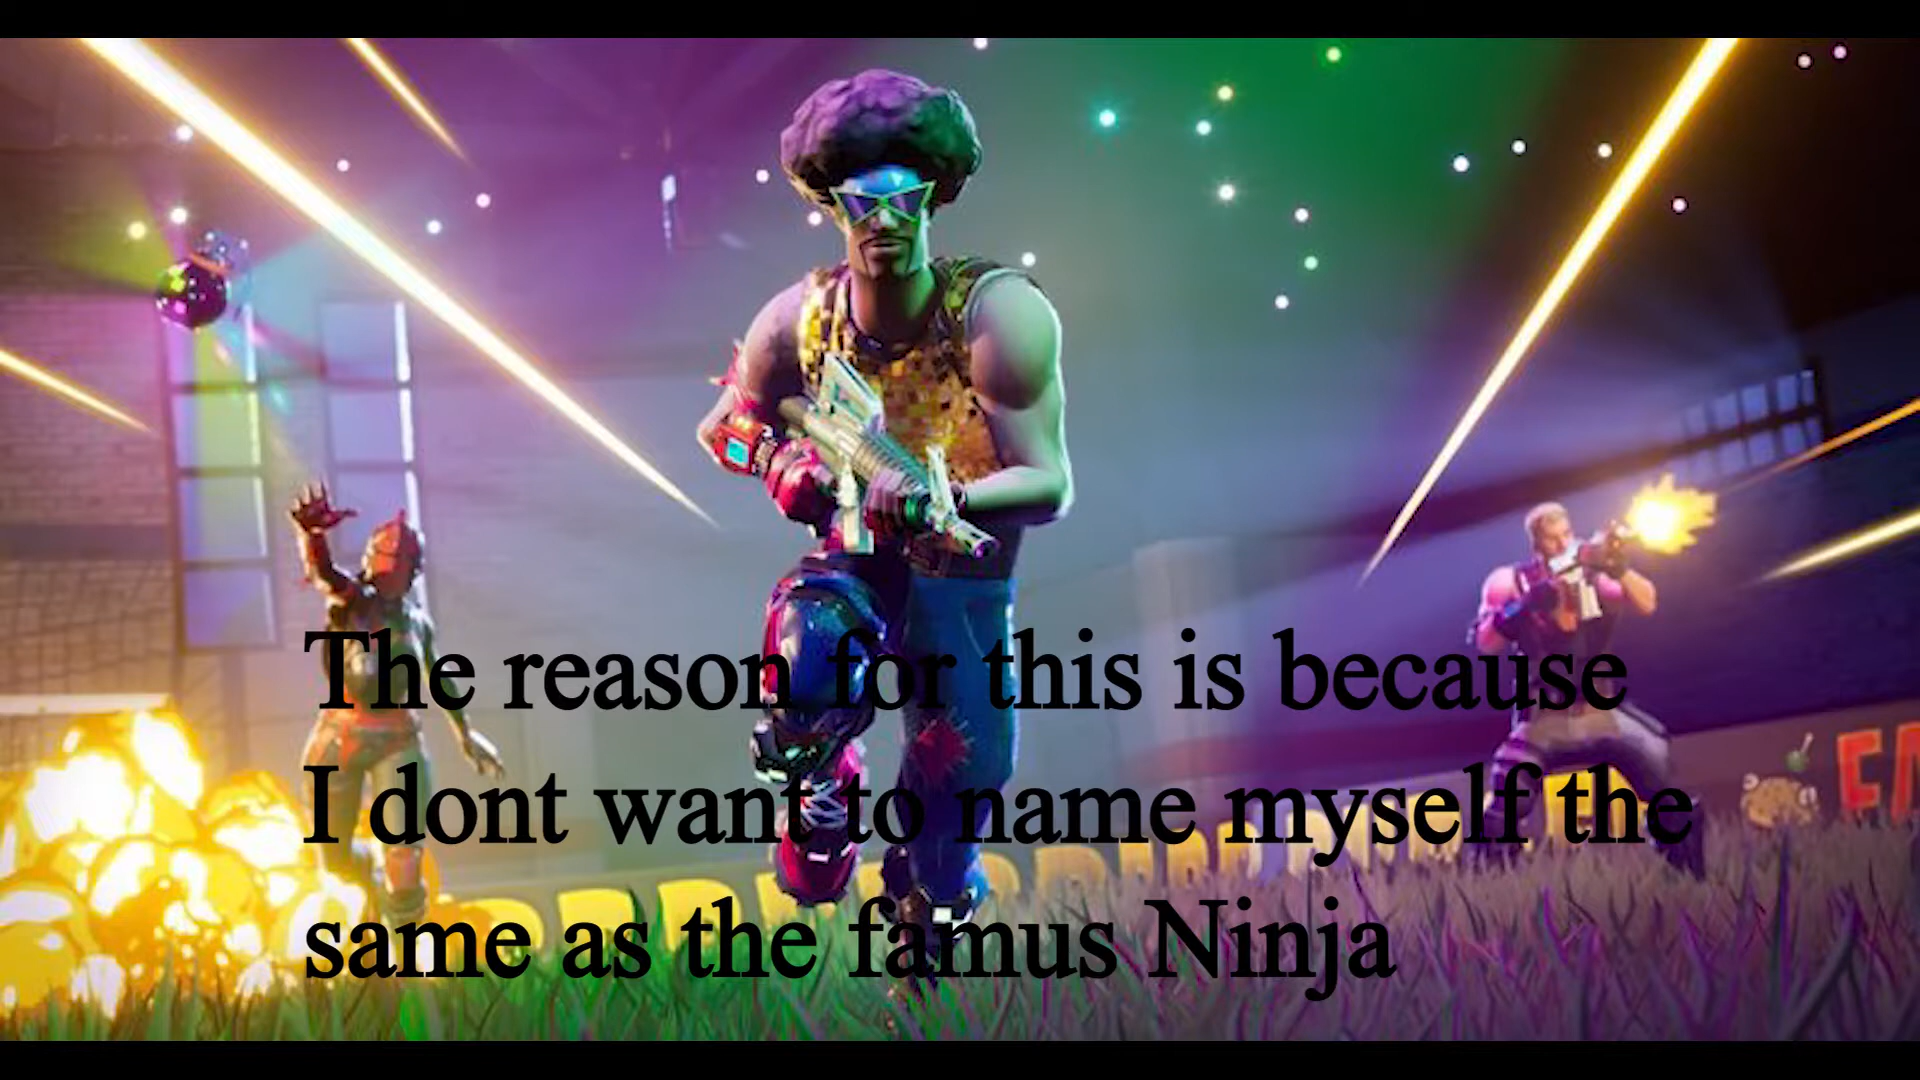 The reason for this is because
I dont want to name myself the
same as the famus Ninja